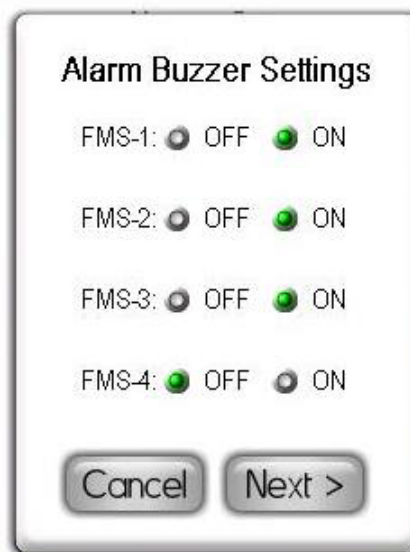 Alarm Buzzer Settings
FMS-1: OFF ON
FMS-2: OFF ON
FMS-3: OFF ON
FMS-4: OFF ON
Cancel Next >